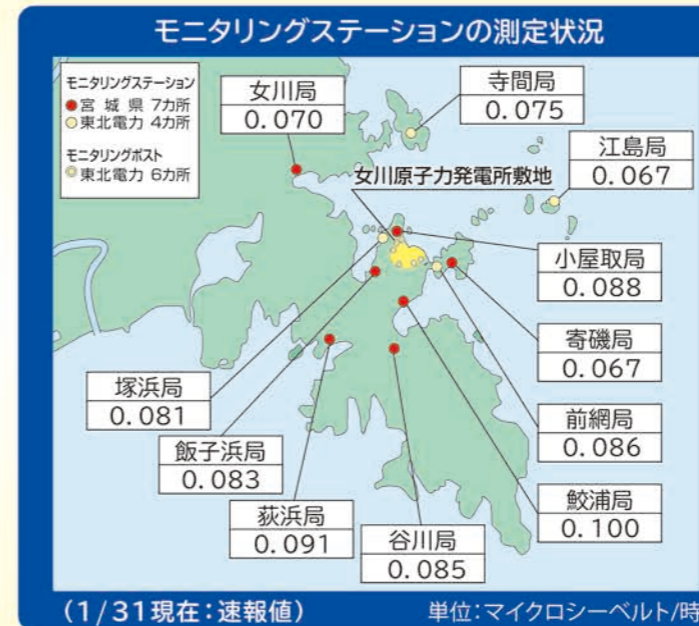 モニタリングステーションの測定状況
モニタリングステーション
宮城県 7カ所
東北電力 4カ所
モニタリングポスト
東北電力 6カ所
女川局
0.070
寺間局
0.075
江島局
0.067
女川原子力発電所敷地
小屋取局
0.088
寄磯局
0.067
前網局
0.086
鮫浦局
0.100
塚浜局
0.081
飯子浜局
0.083
荻浜局
0.091
谷川局
0.085
(1/31現在:速報値)
単位:マイクロシーベルト/時